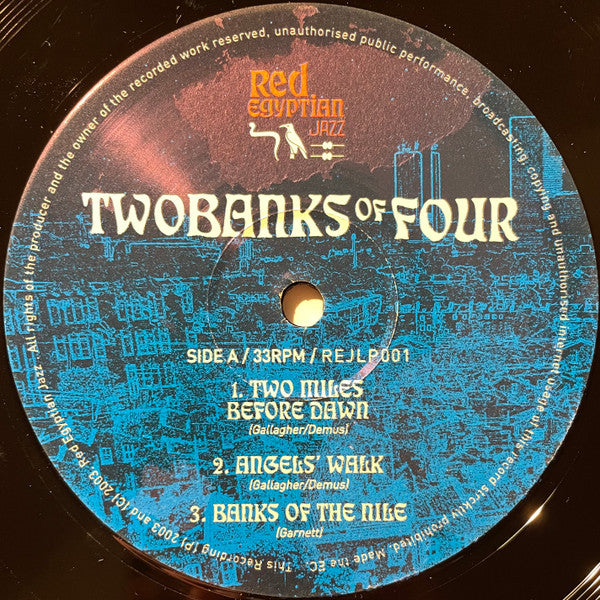 Red
EGYPTIAN
JAZZ
TWOBANKS OF FOUR
SIDE A / 33RPM / REJLP001
1. TWO MILES
BEFORE DAWN
(Gallagher/Demus)
2. ANGELS' WALK
(Gallagher/Demus)
3. BANKS OF THE NILE
(Garnett)
This Recording (P) 2003 and (C) 2003, Red Egyptian Jazz. All rights of the producer and the owner of the recorded work reserved, unauthorised public performance, broadcasting, copying and unauthorised internet usage of this record strickly prohibited. Made the EC.